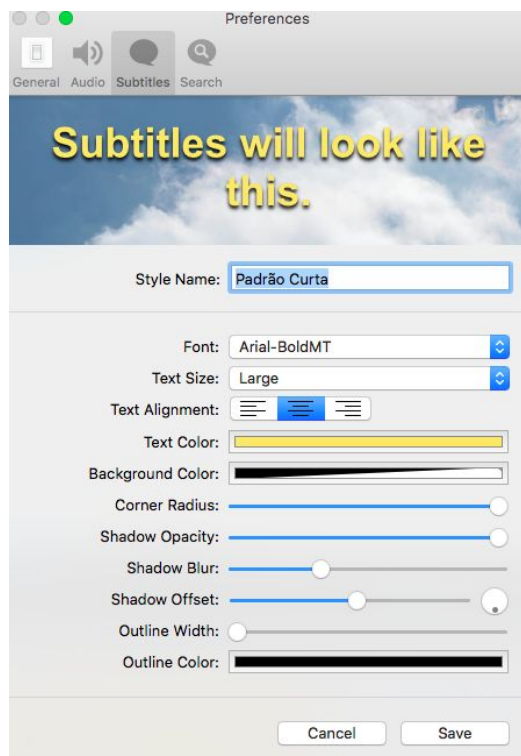 Preferences
General Audio Subtitles Search
Subtitles will look like
this.
Style Name: Padrão Curta
Font: Arial-BoldMT
Text Size: Large
Text Alignment:
Text Color:
Background Color:
Corner Radius:
Shadow Opacity:
Shadow Blur:
Shadow Offset:
Outline Width:
Outline Color:
Cancel Save